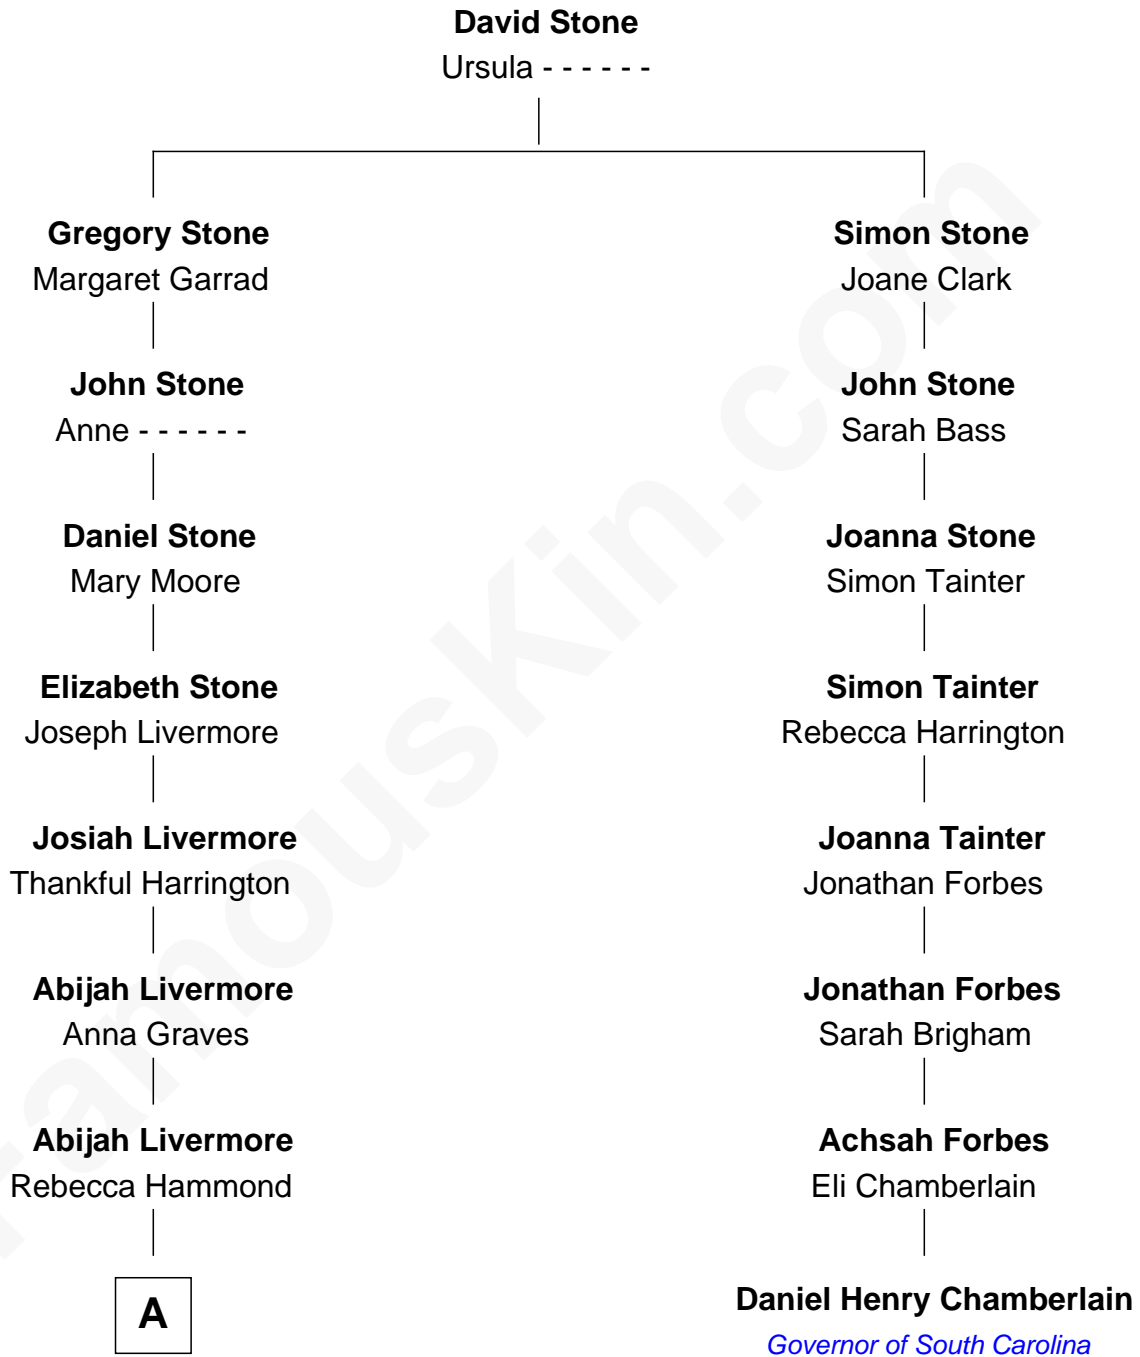 David Stone
Ursula - - - - - -
Gregory Stone
Margaret Garrad
Simon Stone
Joane Clark
John Stone
Anne - - - - - -
John Stone
Sarah Bass
Daniel Stone
Mary Moore
Joanna Stone
Simon Tainter
Elizabeth Stone
Joseph Livermore
Simon Tainter
Rebecca Harrington
Josiah Livermore
Thankful Harrington
Joanna Tainter
Jonathan Forbes
Abijah Livermore
Anna Graves
Jonathan Forbes
Sarah Brigham
Abijah Livermore
Rebecca Hammond
Achsah Forbes
Eli Chamberlain
A
Daniel Henry Chamberlain
Governor of South Carolina
FamousKin.com